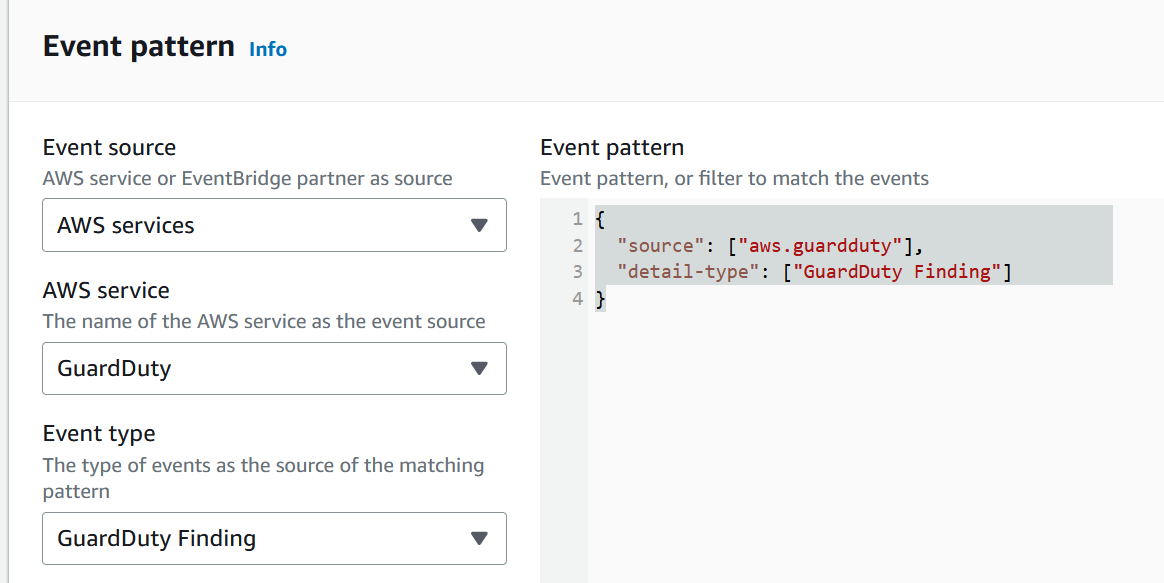 Event pattern Info
Event source
AWS service or EventBridge partner as source
AWS services
AWS service
The name of the AWS service as the event source
GuardDuty
Event type
The type of events as the source of the matching
pattern
GuardDuty Finding
Event pattern
Event pattern, or filter to match the events
1 {
2   "source": ["aws.guardduty"],
3   "detail-type": ["GuardDuty Finding"]
4 }